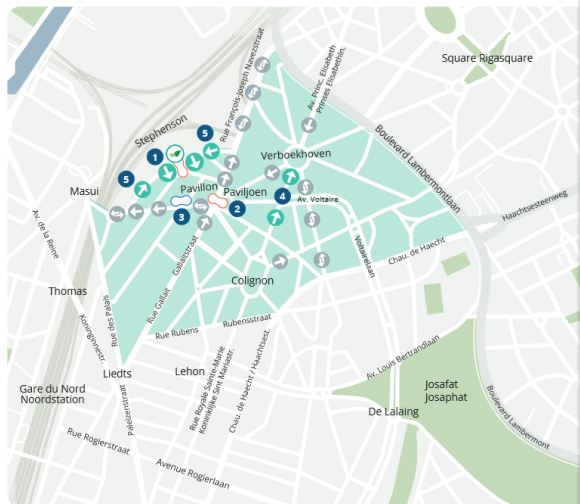 Square Rigasquare
Rue François-Joseph Navezstraat
Av. Princ. Elisabeth
Prinses Elisabethln.
Stephenson
5
1
Verboekhoven
Boulevard Lambermontlaan
5
Masui
Pavillon
Paviljoen
4
Av. Voltaire
Haachtsesteenweg
3
2
Av. de la Reine
Gallaitstraat
Voltairelaan
Chau. de Haecht
Colignon
Thomas
Rue Gallait
Rue des Palais
Koninginnestr.
Rue Rubens
Rubensstraat
Liedts
Lehon
Av. Louis Bertrandlaan
Rue Royale Sainte-Marie
Koninklijke Sint Mariastr.
Chau. de Haecht / Haachtsest.
Gare du Nord
Noordstation
Paleizenstraat
Josafat
Josaphat
De Lalaing
Boulevard Lambermont
Rue Rogierstraat
Avenue Rogierlaan